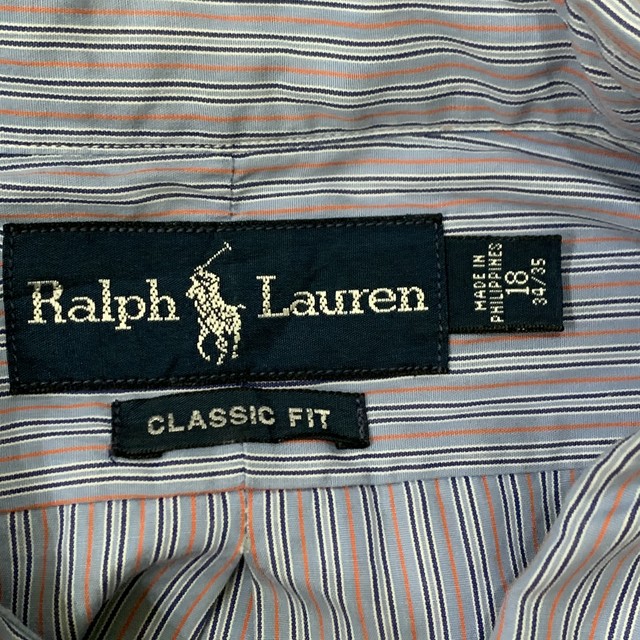 Ralph Lauren
MADE IN
PHILIPPINES
18
34/35
CLASSIC FIT